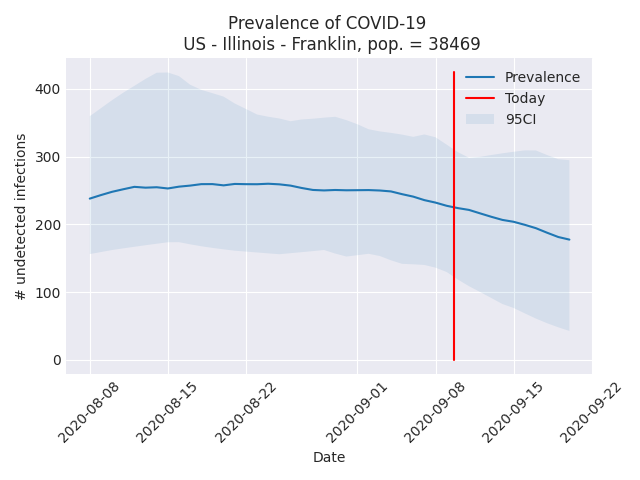 Prevalence of COVID-19
US - Illinois - Franklin, pop. = 38469
Prevalence
Today
95CI
400
300
200
100
0
# undetected infections
2020-08-08
2020-08-15
2020-08-22
2020-09-01
2020-09-08
2020-09-15
2020-09-22
Date